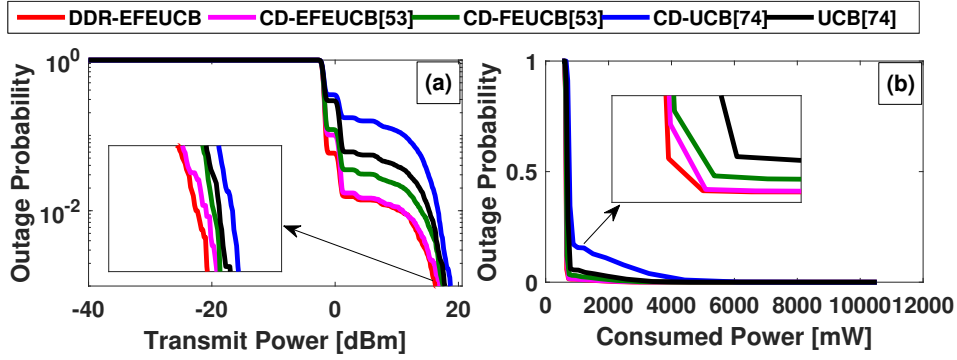 DDR-EFEUCB CD-EFEUCB[53] CD-FEUCB[53] CD-UCB[74] UCB[74]
(a)
(b)
Outage Probability
10^0
10^-2
-40 -20 0 20
Transmit Power [dBm]
Outage Probability
1
0.5
0
0 2000 4000 6000 8000 10000 12000
Consumed Power [mW]